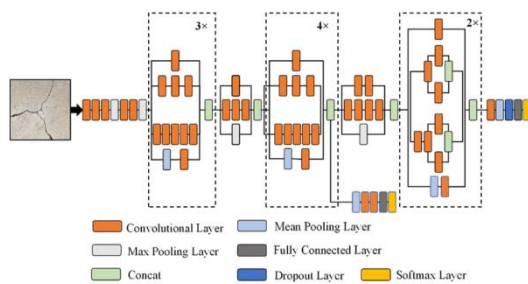 3×
4×
2×
Convolutional Layer
Mean Pooling Layer
Max Pooling Layer
Fully Connected Layer
Concat
Dropout Layer
Softmax Layer